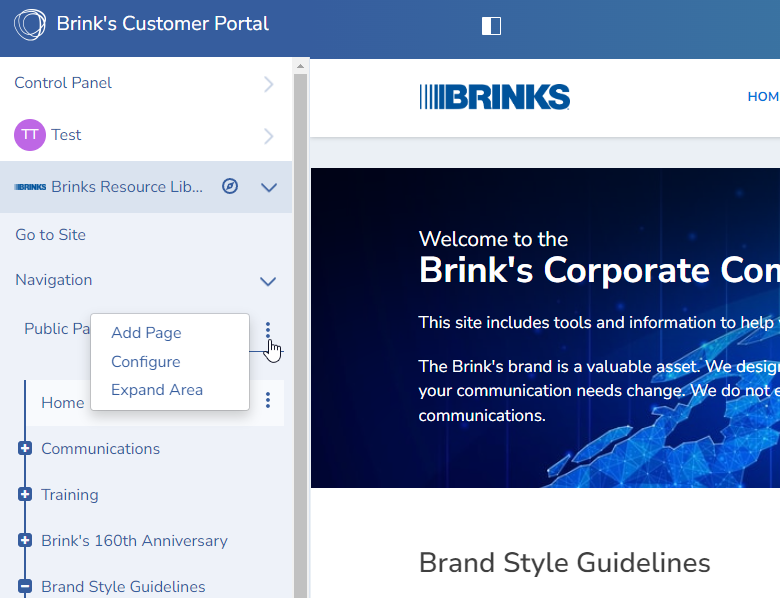 Brink's Customer Portal
Control Panel
TT Test
BRINKS Brinks Resource Lib...
Go to Site
Navigation
Public Pa
Add Page
Configure
Expand Area
Home
Communications
Training
Brink's 160th Anniversary
Brand Style Guidelines
BRINKS
HOM
Welcome to the
Brink's Corporate Con
This site includes tools and information to help
The Brink's brand is a valuable asset. We desig
your communication needs change. We do not e
communications.
Brand Style Guidelines